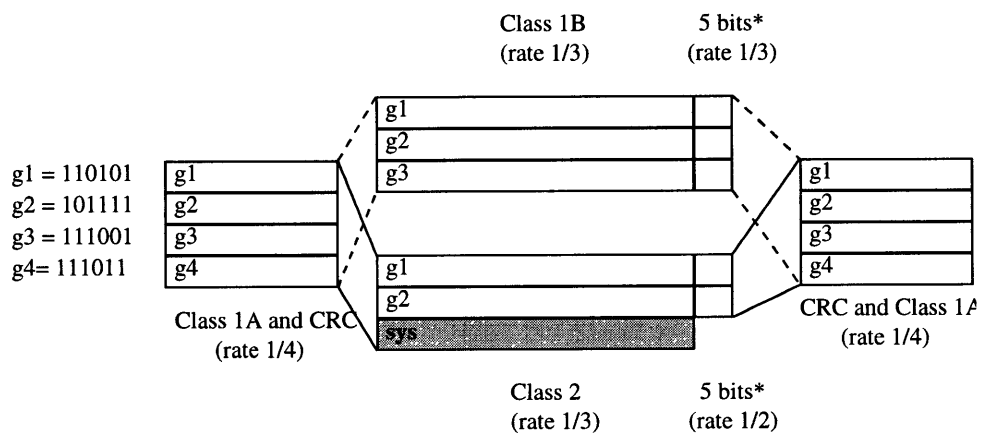 Class 1B
(rate 1/3)
5 bits*
(rate 1/3)
g1 = 110101
g2 = 101111
g3 = 111001
g4= 111011
g1
g2
g3
g4
Class 1A and CRC
(rate 1/4)
g1
g2
g3
g1
g2
sys
Class 2
(rate 1/3)
5 bits*
(rate 1/2)
g1
g2
g3
g4
CRC and Class 1A
(rate 1/4)